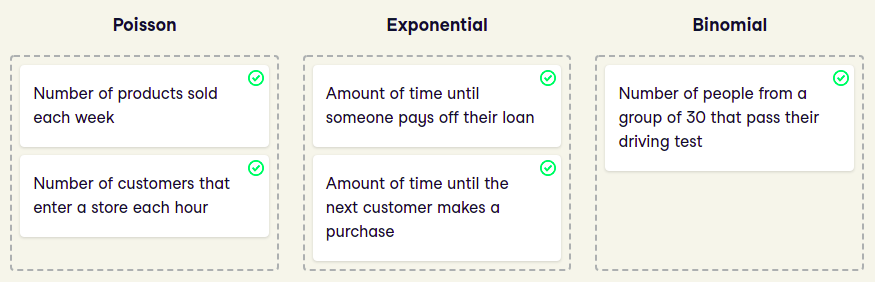 Poisson
Number of products sold
each week
Number of customers that
enter a store each hour
Exponential
Amount of time until
someone pays off their loan
Amount of time until the
next customer makes a
purchase
Binomial
Number of people from a
group of 30 that pass their
driving test